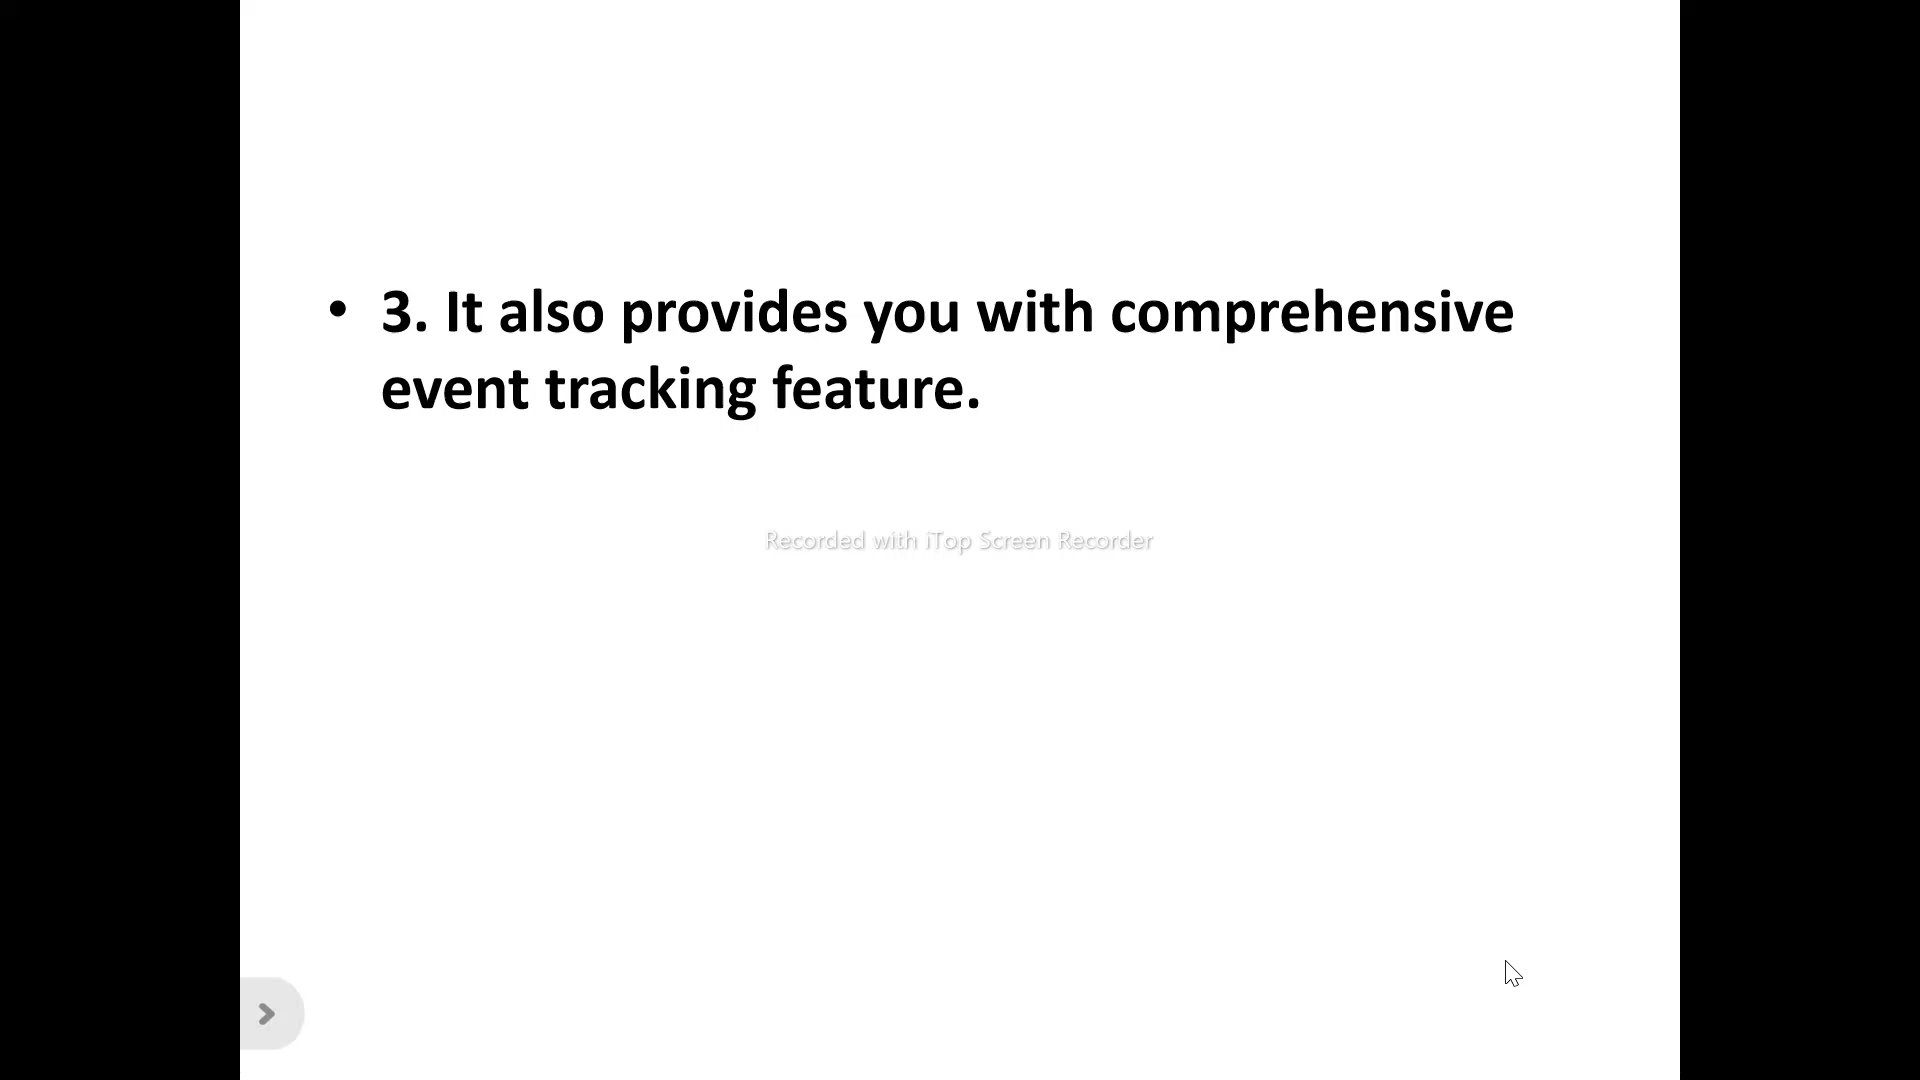 • 3. It also provides you with comprehensive
event tracking feature.
Recorded with iTop Screen Recorder